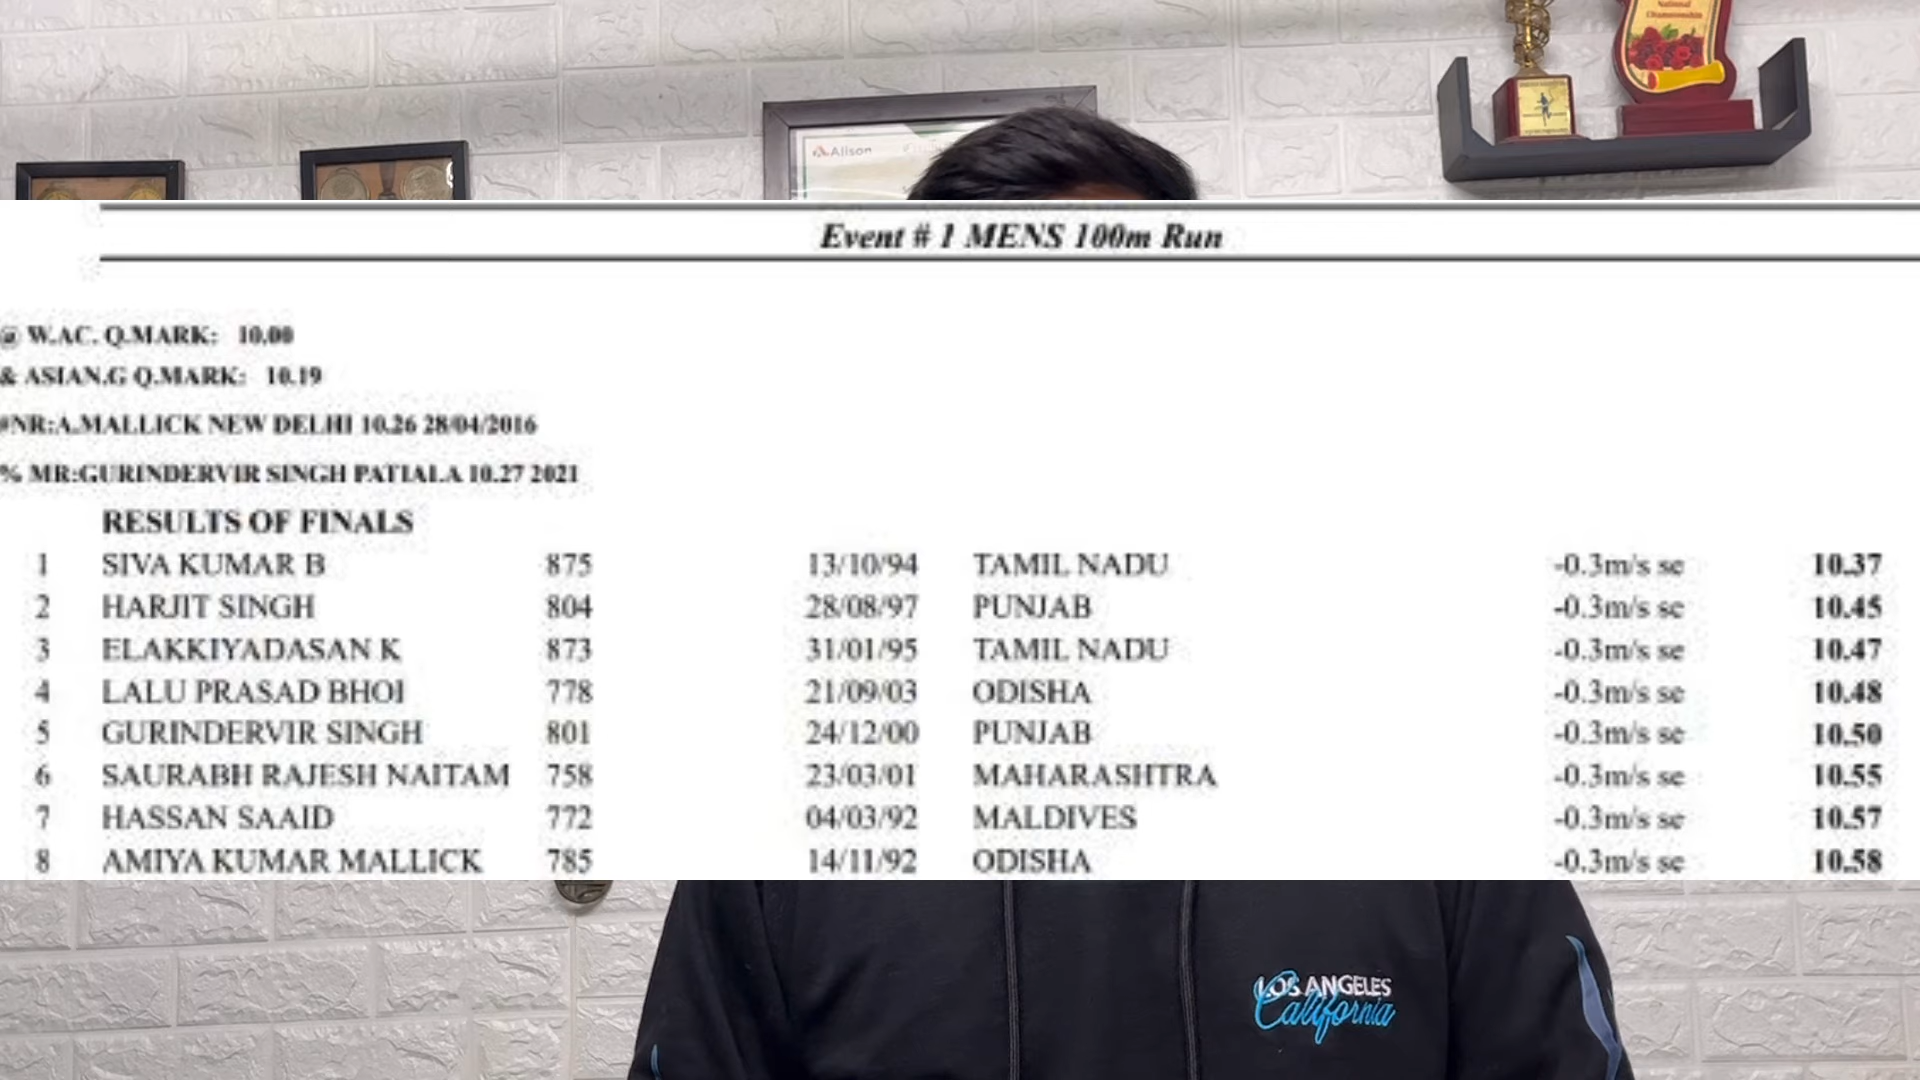 National
Championship
Alison
Event # 1 MENS 100m Run
@ W.AC. Q.MARK: 10.00
& ASIAN.G Q.MARK: 10.19
#NR:A.MALLICK NEW DELHI 10.26 28/04/2016
% MR:GURINDERVIR SINGH PATIALA 10.27 2021
RESULTS OF FINALS
1 SIVA KUMAR B 875 13/10/94 TAMIL NADU -0.3m/s se 10.37
2 HARJIT SINGH 804 28/08/97 PUNJAB -0.3m/s se 10.45
3 ELAKKIYADASAN K 873 31/01/95 TAMIL NADU -0.3m/s se 10.47
4 LALU PRASAD BHOI 778 21/09/03 ODISHA -0.3m/s se 10.48
5 GURINDERVIR SINGH 801 24/12/00 PUNJAB -0.3m/s se 10.50
6 SAURABH RAJESH NAITAM 758 23/03/01 MAHARASHTRA -0.3m/s se 10.55
7 HASSAN SAAID 772 04/03/92 MALDIVES -0.3m/s se 10.57
8 AMIYA KUMAR MALLICK 785 14/11/92 ODISHA -0.3m/s se 10.58
LOS ANGELES
California